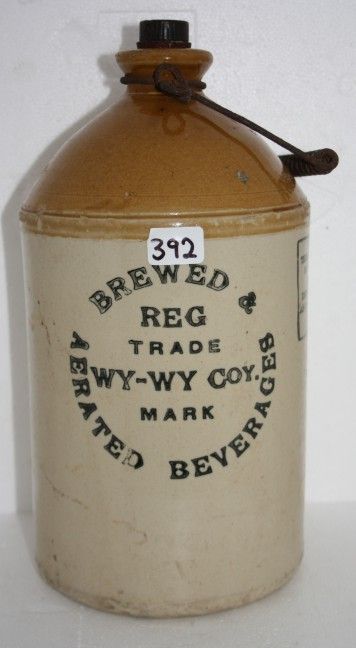 392
BREWED &
REG
TRADE
WY-WY COY.
MARK
AERATED BEVERAGES